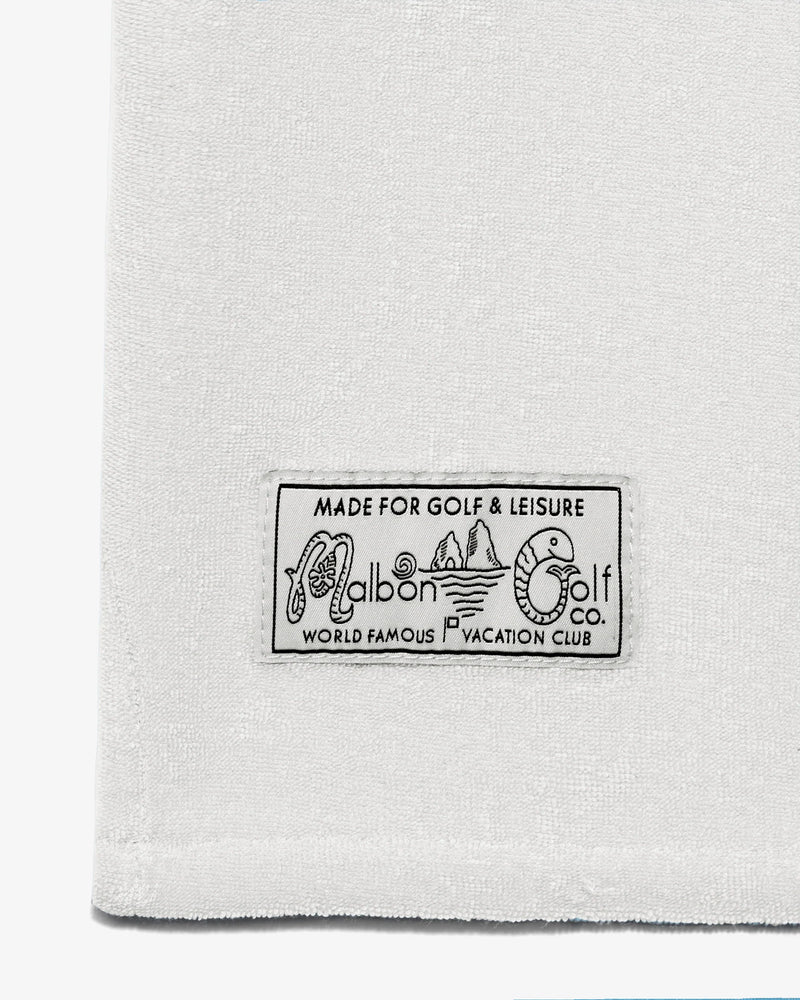 MADE FOR GOLF & LEISURE
Malbon Golf
CO.
WORLD FAMOUS VACATION CLUB